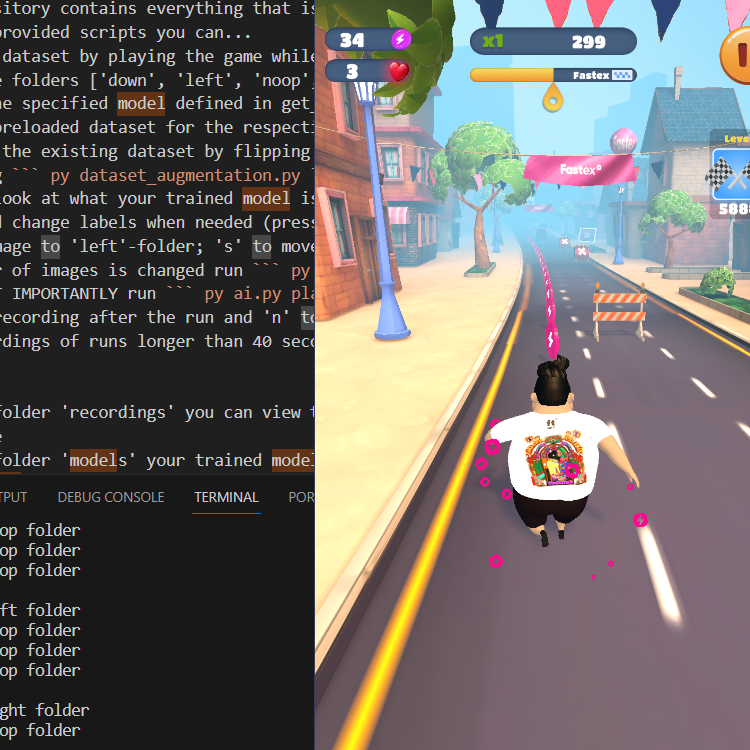 sitory contains everything that is
provided scripts you can...
dataset by playing the game while
e folders ['down', 'left', 'noop',
he specified model defined in get_
preloaded dataset for the respecti
the existing dataset by flipping
g ``` py dataset_augmentation.py `
look at what your trained model is
d change labels when needed (press
mage to 'left'-folder; 's' to move
r of images is changed run ``` py
T IMPORTANTLY run ``` py ai.py pla
recording after the run and 'n' to
rdings of runs longer than 40 seco
folder 'recordings' you can view t
e
folder 'models' your trained model
TPUT DEBUG CONSOLE TERMINAL POR
op folder
op folder
op folder
ft folder
op folder
op folder
op folder
ght folder
op folder
34
3
x1 299
Fastex
Fastex
Level
588